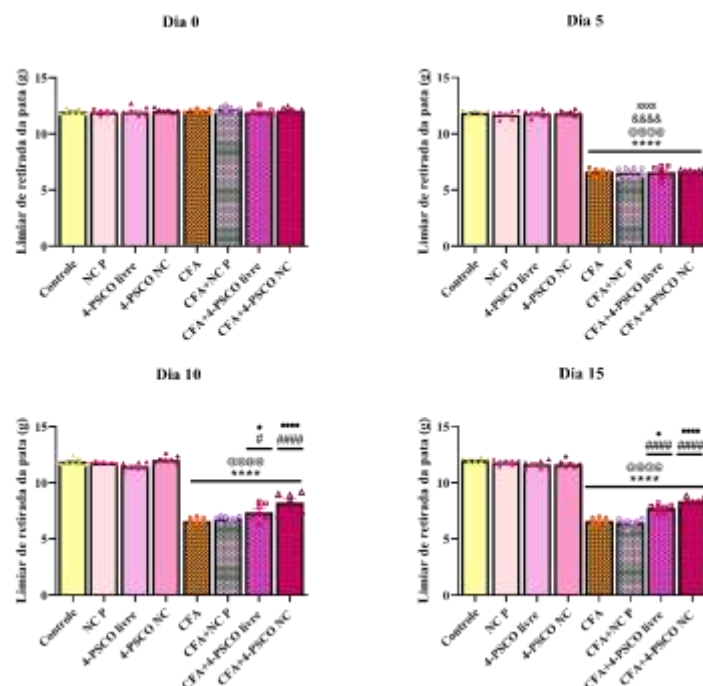 Dia 0
Limiar de retirada da pata (g)
15
10
5
0
Controle
NC P
4-PSCO livre
4-PSCO NC
CFA
CFA+NC P
CFA+4-PSCO livre
CFA+4-PSCO NC
Dia 5
Limiar de retirada da pata (g)
15
10
5
0
&&&&
@@@@
****
Controle
NC P
4-PSCO livre
4-PSCO NC
CFA
CFA+NC P
CFA+4-PSCO livre
CFA+4-PSCO NC
Dia 10
Limiar de retirada da pata (g)
15
10
5
0
#
####
@@@@
****
Controle
NC P
4-PSCO livre
4-PSCO NC
CFA
CFA+NC P
CFA+4-PSCO livre
CFA+4-PSCO NC
Dia 15
Limiar de retirada da pata (g)
15
10
5
0
#### ####
@@@@
****
Controle
NC P
4-PSCO livre
4-PSCO NC
CFA
CFA+NC P
CFA+4-PSCO livre
CFA+4-PSCO NC